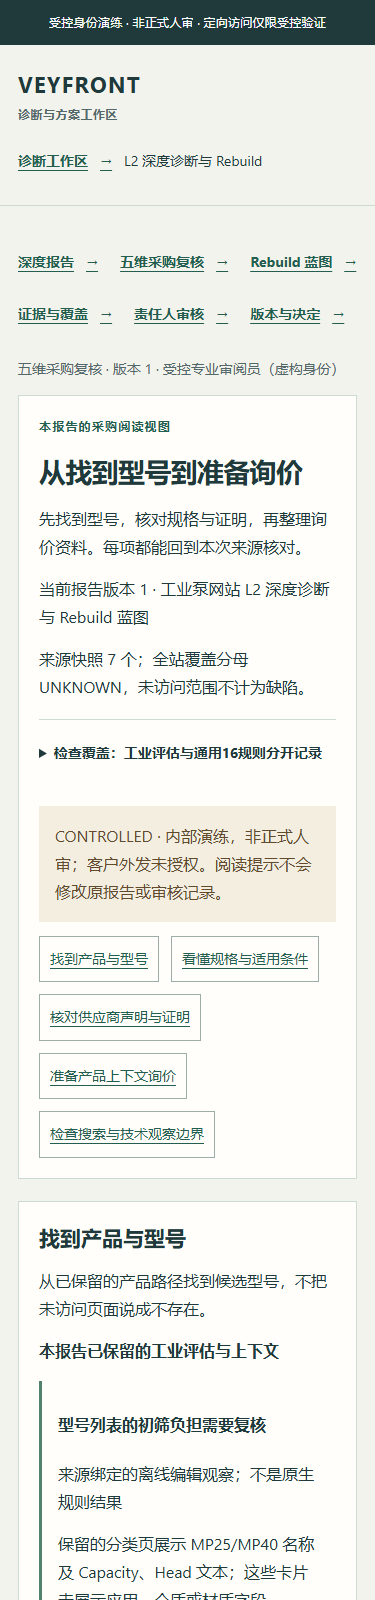 受控身份演练 · 非正式人审 · 定向访问仅限受控验证
VEYFRONT
诊断与方案工作区
诊断工作区 → L2 深度诊断与 Rebuild
深度报告 → 五维采购复核 → Rebuild 蓝图 →
证据与覆盖 → 责任人审核 → 版本与决定 →
五维采购复核 · 版本 1 · 受控专业审阅员（虚构身份）
本报告的采购阅读视图
从找到型号到准备询价
先找到型号，核对规格与证明，再整理询
价资料。每项都能回到本次来源核对。
当前报告版本 1 · 工业泵网站 L2 深度诊断
与 Rebuild 蓝图
来源快照 7 个；全站覆盖分母
UNKNOWN，未访问范围不计为缺陷。
▶ 检查覆盖：工业评估与通用16规则分开记录
CONTROLLED · 内部演练，非正式人
审；客户外发未授权。阅读提示不会
修改原报告或审核记录。
找到产品与型号 看懂规格与适用条件
核对供应商声明与证明
准备产品上下文询价
检查搜索与技术观察边界
找到产品与型号
从已保留的产品路径找到候选型号，不把
未访问页面说成不存在。
本报告已保留的工业评估与上下文
型号列表的初筛负担需要复核
来源绑定的离线编辑观察；不是原生
规则结果
保留的分类页展示 MP25/MP40 名称
及 Capacity、Head 文本；这些卡片